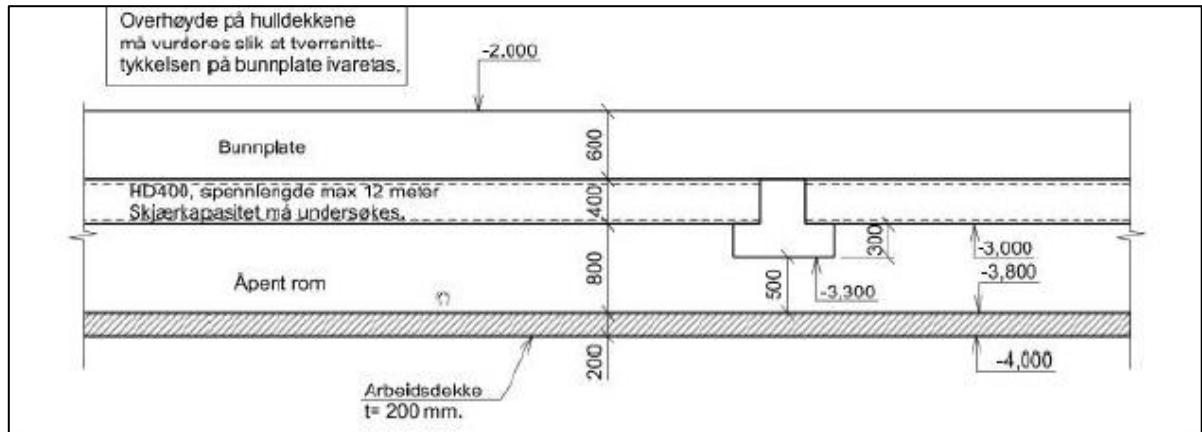 Overhøyde på hulldekkene
må vurderes slik at tverrsnitts-
tykkelsen på bunnplate ivaretas.
-2.000
Bunnplate
600
HD400, spennlengde max 12 meter
Skjærkapasitet må undersøkes.
400
300
-3,000
Åpent rom
800
500
-3,300
-3,800
200
-4,000
Arbeidsdekke
t= 200 mm.